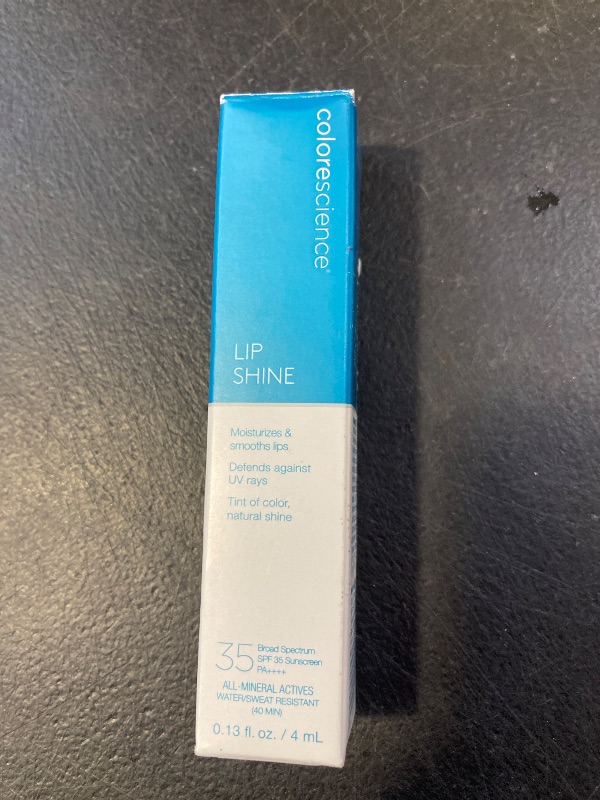 colorescience®
LIP
SHINE
Moisturizes &
smooths lips
Defends against
UV rays
Tint of color,
natural shine
35
Broad Spectrum
SPF 35 Sunscreen
PA++++
ALL-MINERAL ACTIVES
WATER/SWEAT RESISTANT
(40 MIN)
0.13 fl. oz. / 4 mL